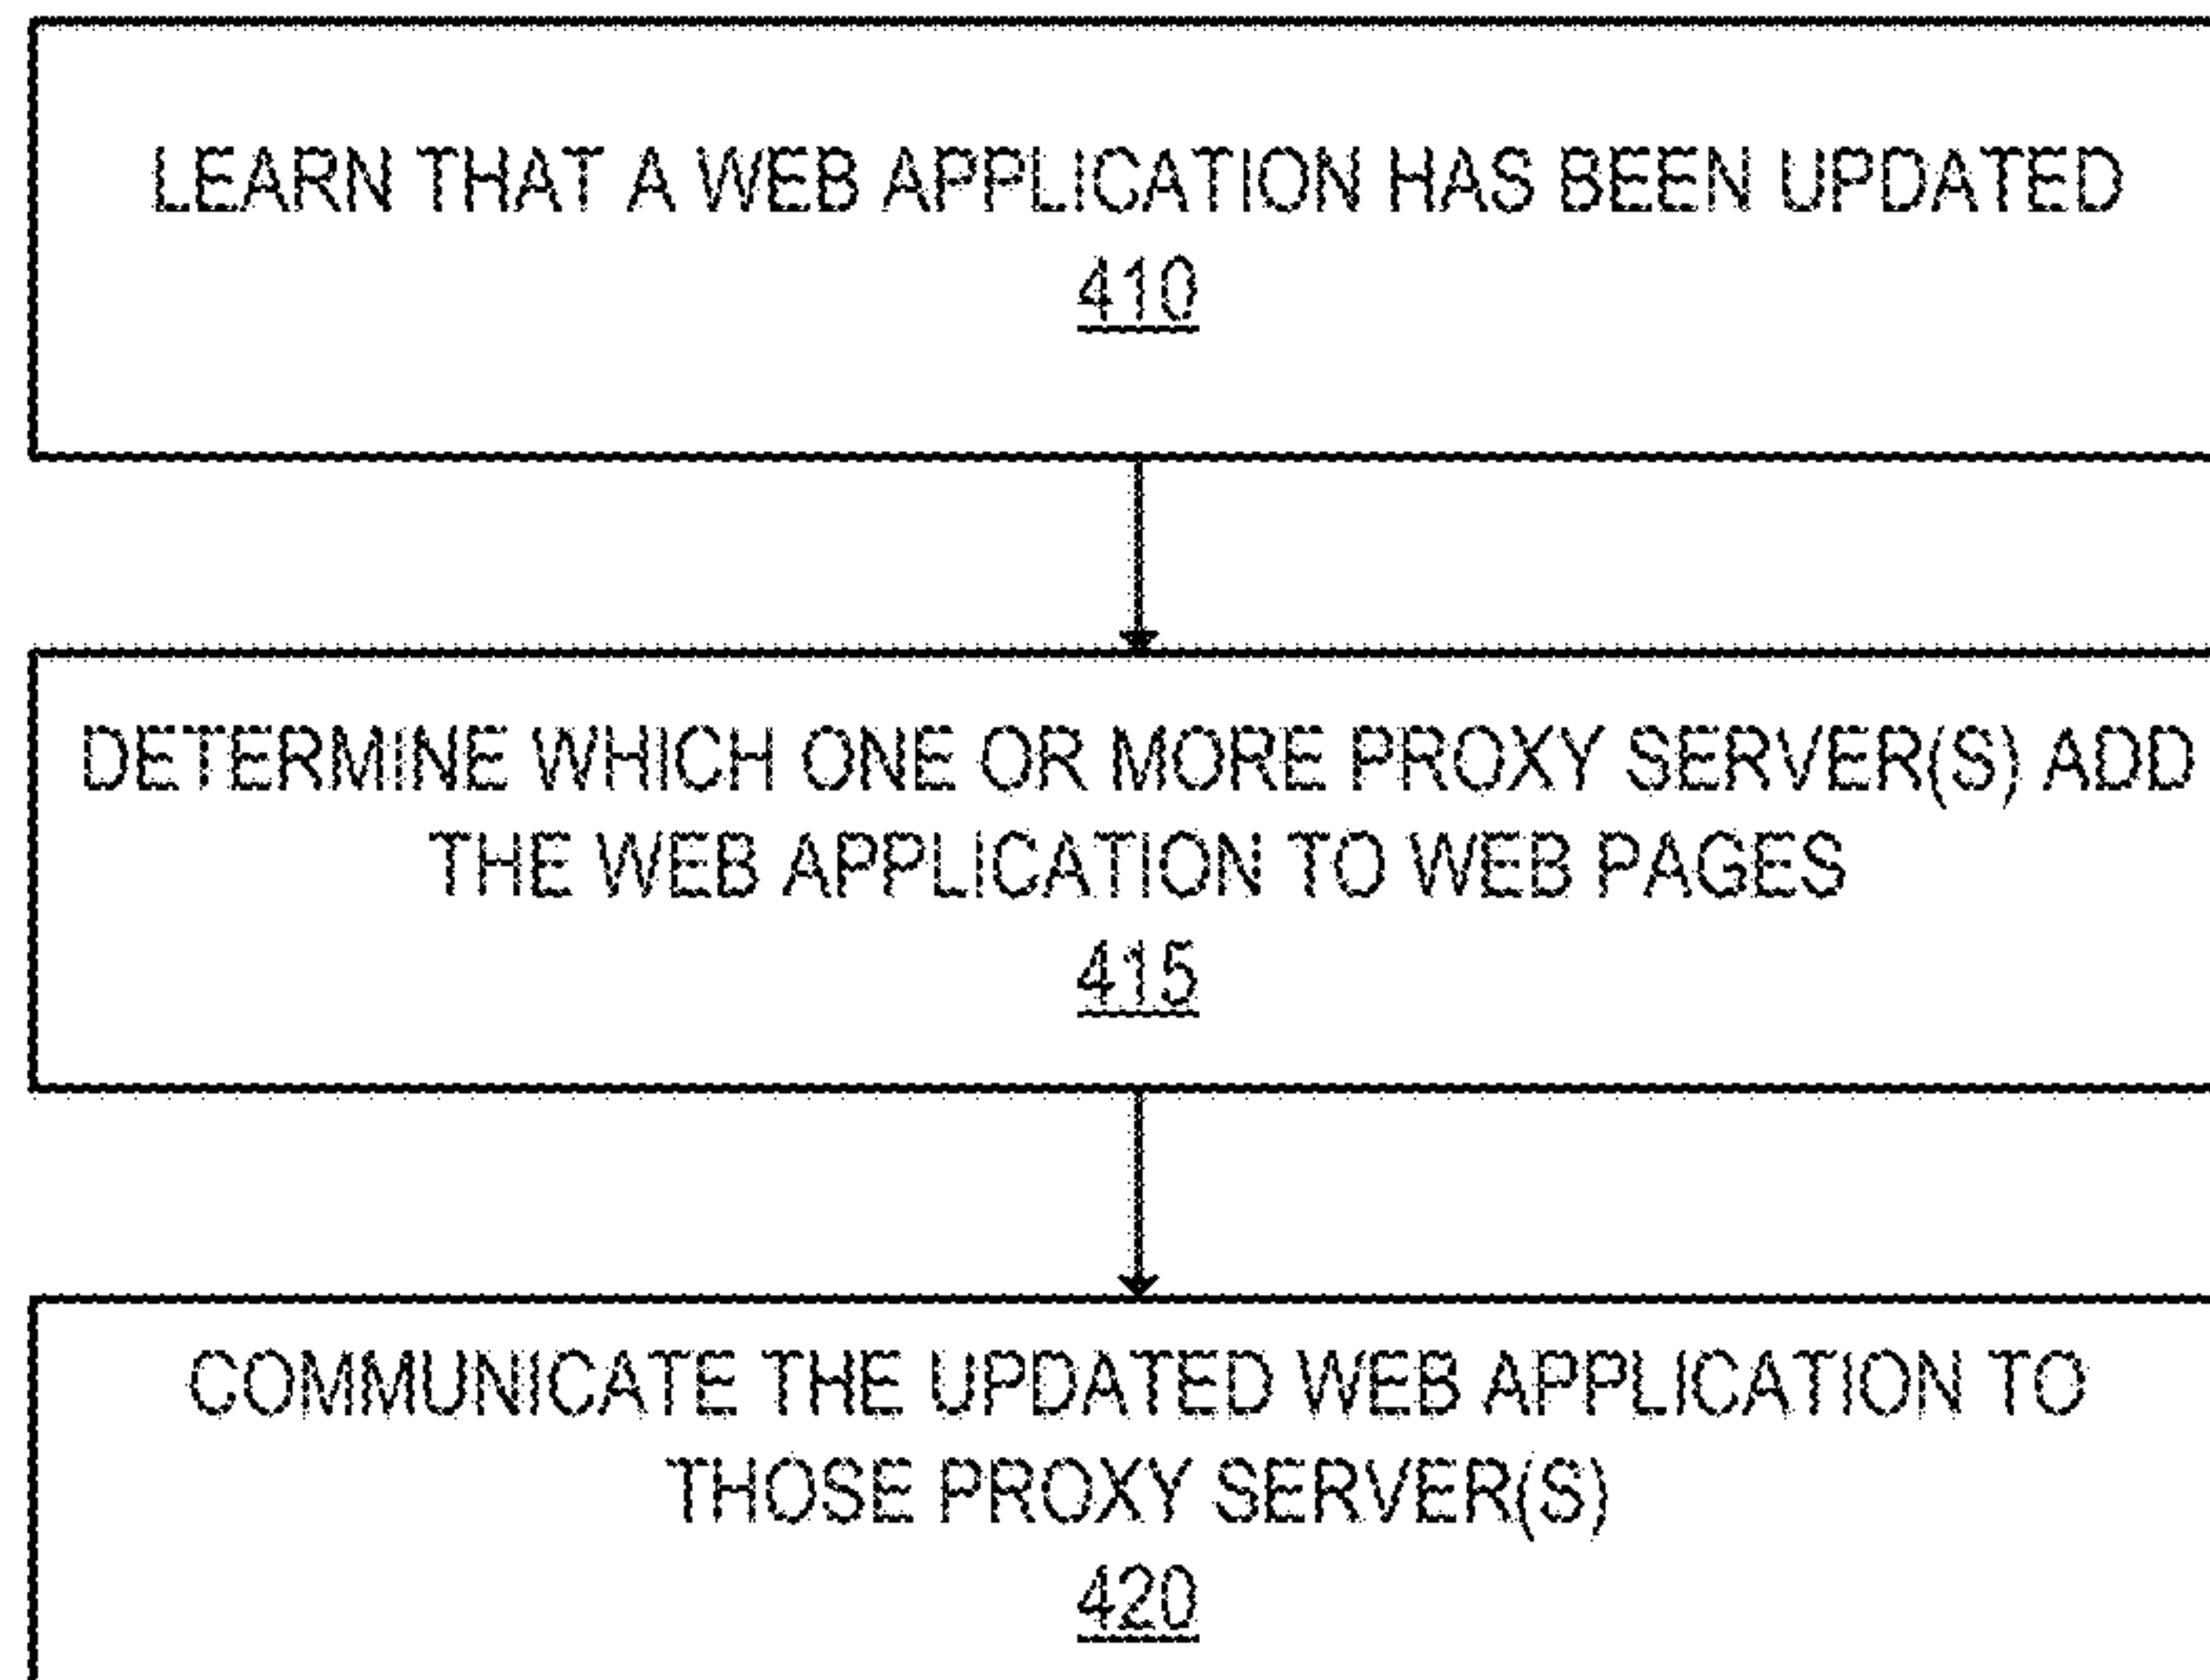 LEARN THAT A WEB APPLICATION HAS BEEN UPDATED
410
DETERMINE WHICH ONE OR MORE PROXY SERVER(S) ADD
THE WEB APPLICATION TO WEB PAGES
415
COMMUNICATE THE UPDATED WEB APPLICATION TO
THOSE PROXY SERVER(S)
420